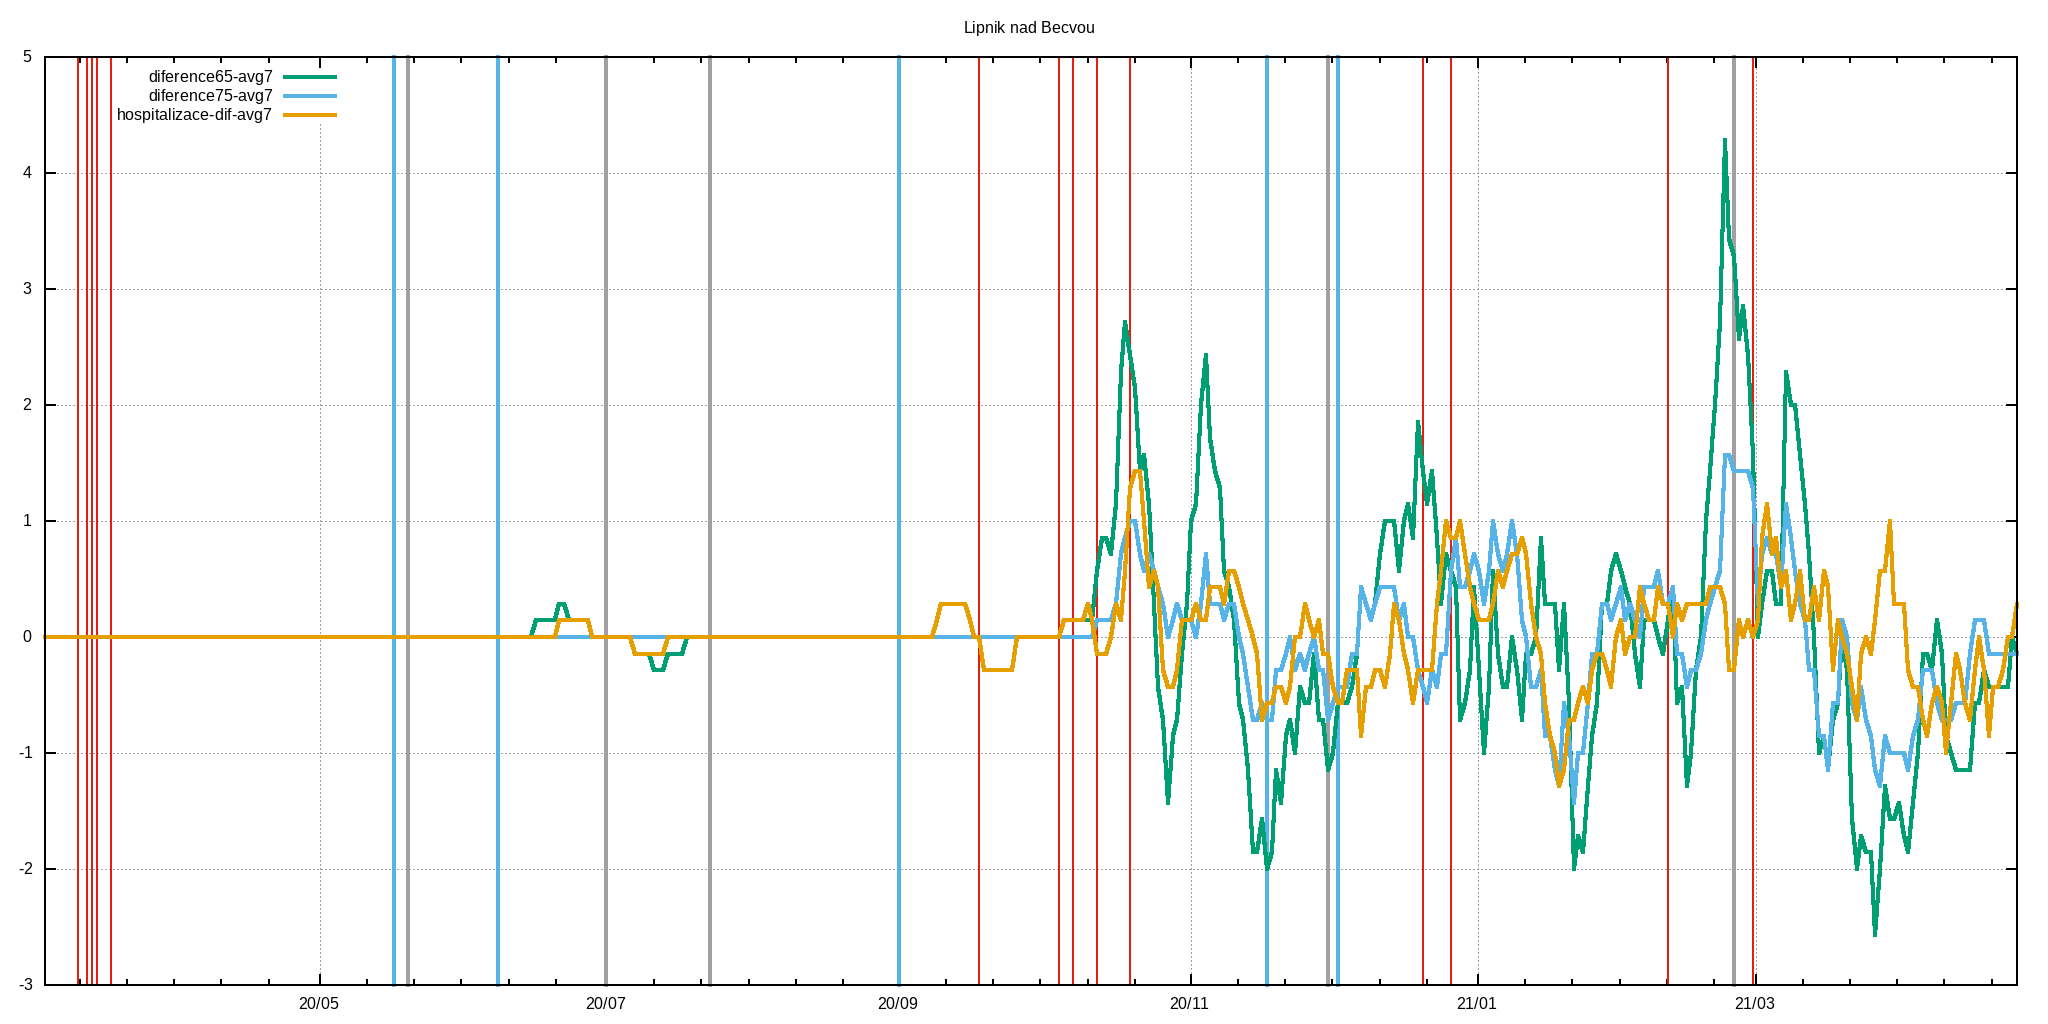 Lipnik nad Becvou
5
4
3
2
1
0
-1
-2
-3
diference65-avg7
diference75-avg7
hospitalizace-dif-avg7
20/05 20/07 20/09 20/11 21/01 21/03